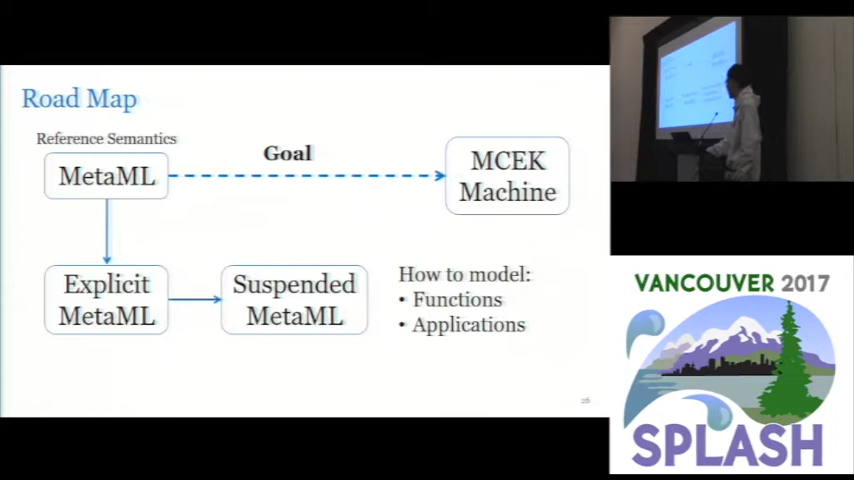 Road Map
Reference Semantics
MetaML
Goal
MCEK
Machine
Explicit
MetaML
Suspended
MetaML
How to model:
• Functions
• Applications
26
VANCOUVER 2017
SPLASH